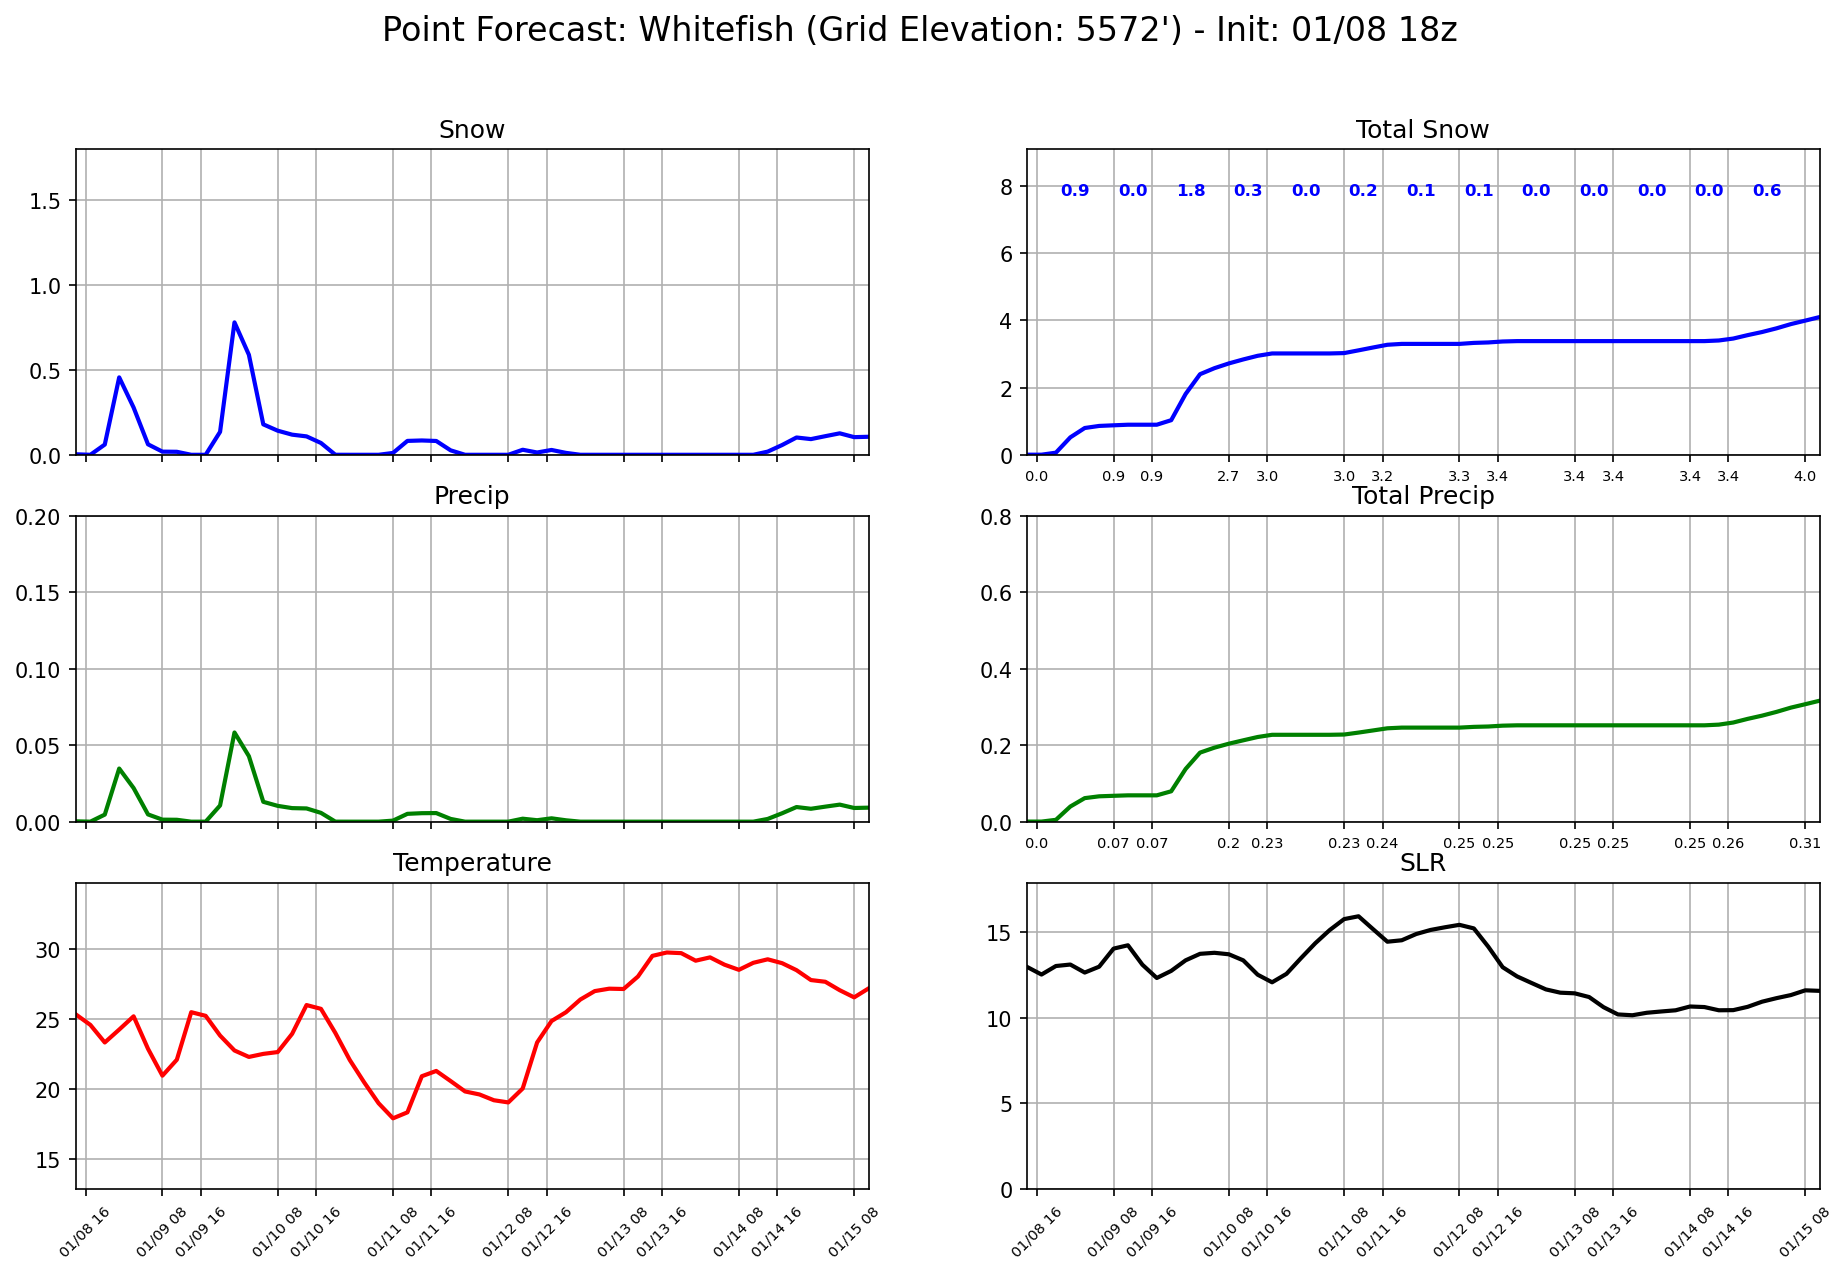 Point Forecast: Whitefish (Grid Elevation: 5572') - Init: 01/08 18z
Snow
1.5
1.0
0.5
0.0
Total Snow
8
6
4
2
0
0.9 0.0 1.8 0.3 0.0 0.2 0.1 0.1 0.0 0.0 0.0 0.0 0.6
0.0 0.9 0.9 2.7 3.0 3.0 3.2 3.3 3.4 3.4 3.4 3.4 3.4 4.0
Precip
0.20
0.15
0.10
0.05
0.00
Total Precip
0.8
0.6
0.4
0.2
0.0
0.0 0.07 0.07 0.2 0.23 0.23 0.24 0.25 0.25 0.25 0.25 0.25 0.26 0.31
Temperature
30
25
20
15
01/08 16 01/09 08 01/09 16 01/10 08 01/10 16 01/11 08 01/11 16 01/12 08 01/12 16 01/13 08 01/13 16 01/14 08 01/14 16 01/15 08
SLR
15
10
5
0
01/08 16 01/09 08 01/09 16 01/10 08 01/10 16 01/11 08 01/11 16 01/12 08 01/12 16 01/13 08 01/13 16 01/14 08 01/14 16 01/15 08